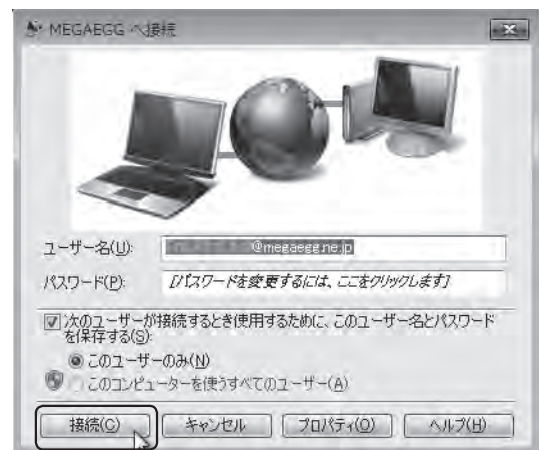 MEGAEGG へ接続
ユーザー名(U):
@megaegg.ne.jp
パスワード(P):
[パスワードを変更するには、ここをクリックします]
次のユーザーが接続するとき使用するために、このユーザー名とパスワード
を保存する(S):
このユーザーのみ(N)
このコンピューターを使うすべてのユーザー(A)
接続(C)
キャンセル
プロパティ(O)
ヘルプ(H)